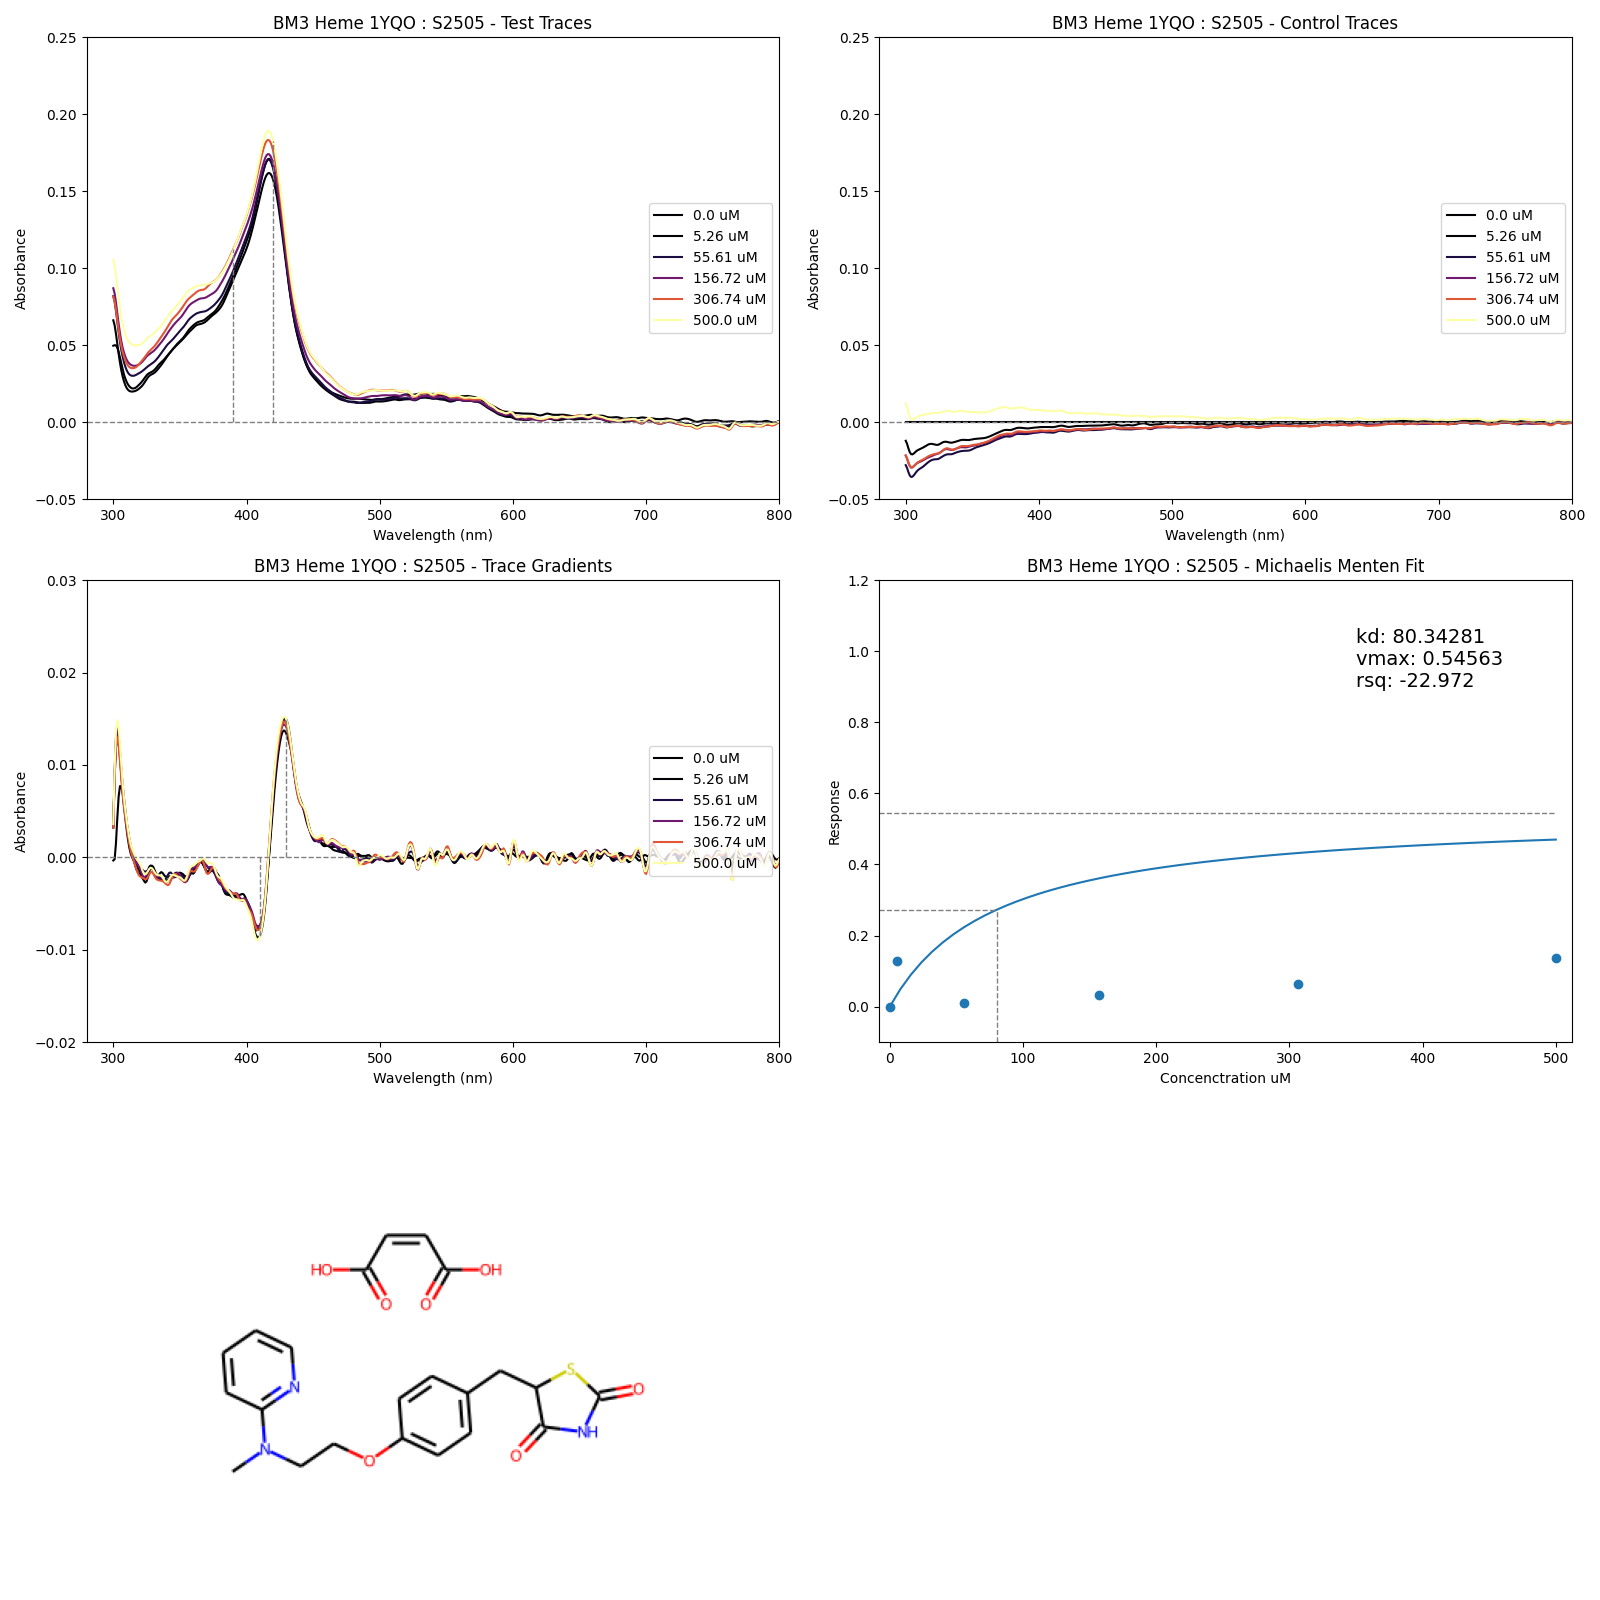 BM3 Heme 1YQO : S2505 - Test Traces
0.25
0.20
0.15
0.10
0.05
0.00
−0.05
Absorbance
300
400
500
600
700
800
Wavelength (nm)
0.0 uM
5.26 uM
55.61 uM
156.72 uM
306.74 uM
500.0 uM
BM3 Heme 1YQO : S2505 - Control Traces
0.25
0.20
0.15
0.10
0.05
0.00
−0.05
Absorbance
300
400
500
600
700
800
Wavelength (nm)
0.0 uM
5.26 uM
55.61 uM
156.72 uM
306.74 uM
500.0 uM
BM3 Heme 1YQO : S2505 - Trace Gradients
0.03
0.02
0.01
0.00
−0.01
−0.02
Absorbance
300
400
500
600
700
800
Wavelength (nm)
0.0 uM
5.26 uM
55.61 uM
156.72 uM
306.74 uM
500.0 uM
BM3 Heme 1YQO : S2505 - Michaelis Menten Fit
1.2
1.0
0.8
0.6
0.4
0.2
0.0
Response
kd: 80.34281
vmax: 0.54563
rsq: -22.972
0
100
200
300
400
500
Concenctration uM
HO
OH
O
O
N
S
O
NH
O
N
O